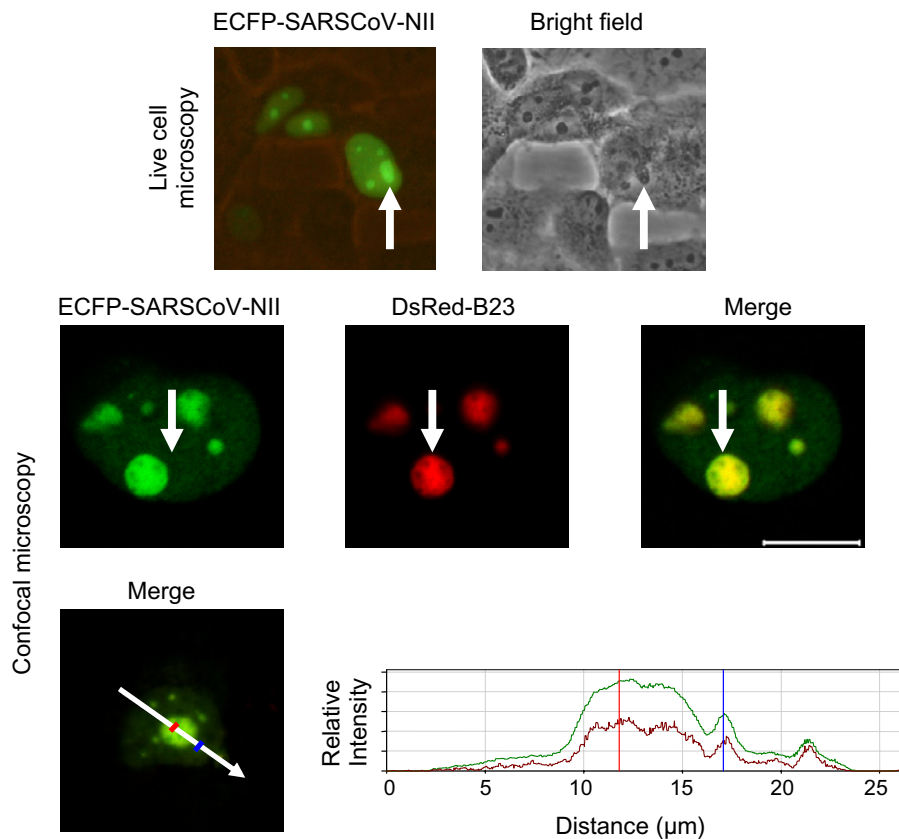 ECFP-SARSCoV-NII
Bright field
Live cell
microscopy
ECFP-SARSCoV-NII
DsRed-B23
Merge
Confocal microscopy
Merge
Relative
Intensity
0 5 10 15 20 25
Distance (µm)